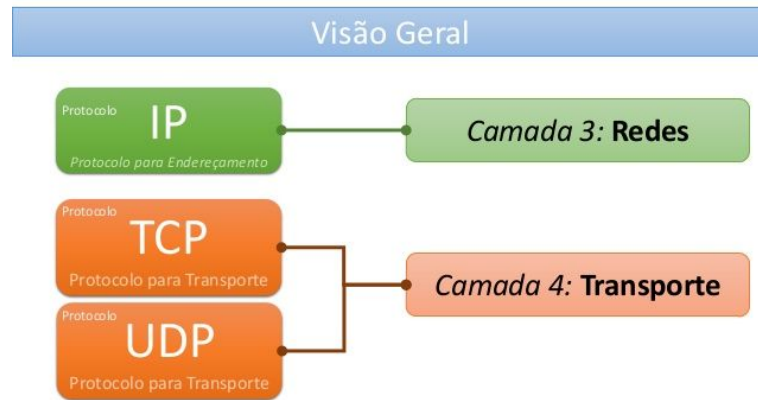 Visão Geral
Protocolo
IP
Protocolo para Endereçamento
Camada 3: Redes
Protocolo
TCP
Protocolo para Transporte
Camada 4: Transporte
Protocolo
UDP
Protocolo para Transporte